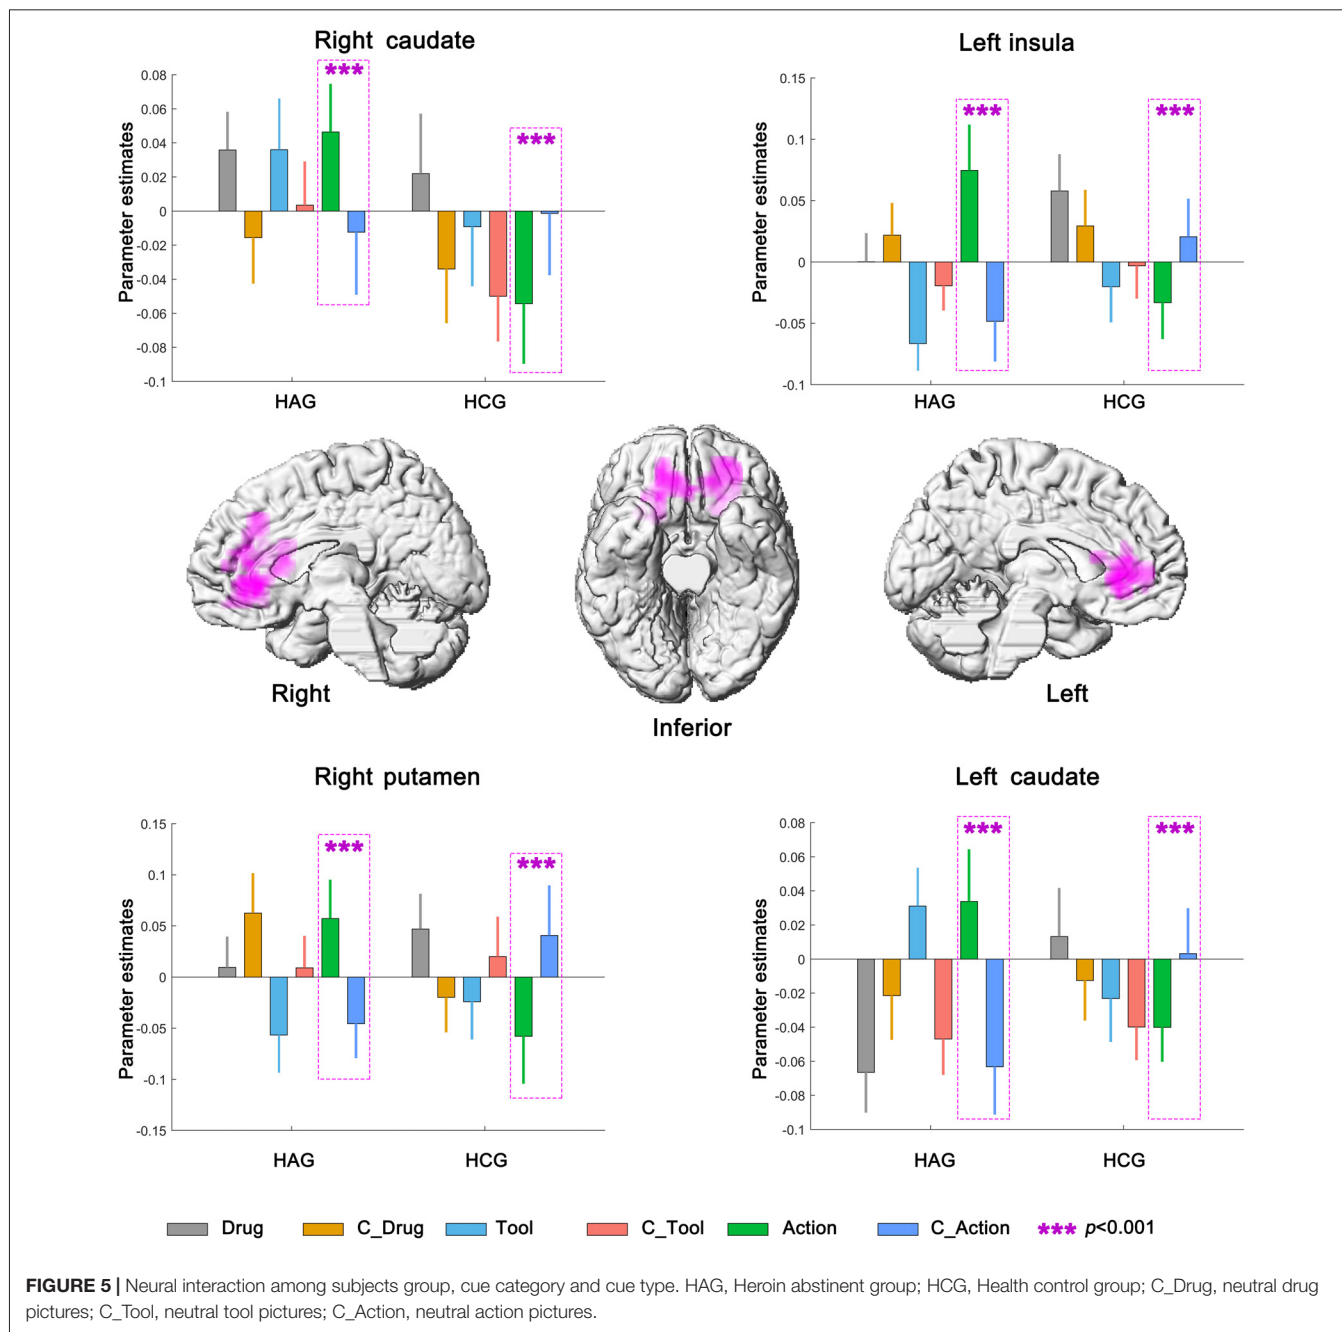 Right caudate
Left insula
Parameter estimates
0.08
0.06
0.04
0.02
0
-0.02
-0.04
-0.06
-0.08
-0.1
***
***
HAG
HCG
Parameter estimates
0.15
0.1
0.05
0
-0.05
-0.1
***
***
HAG
HCG
Right
Inferior
Left
Right putamen
Left caudate
Parameter estimates
0.15
0.1
0.05
0
-0.05
-0.1
-0.15
***
***
HAG
HCG
Parameter estimates
0.08
0.06
0.04
0.02
0
-0.02
-0.04
-0.06
-0.08
-0.1
***
***
HAG
HCG
Drug C_Drug Tool C_Tool Action C_Action *** p<0.001
FIGURE 5 | Neural interaction among subjects group, cue category and cue type. HAG, Heroin abstinent group; HCG, Health control group; C_Drug, neutral drug
pictures; C_Tool, neutral tool pictures; C_Action, neutral action pictures.